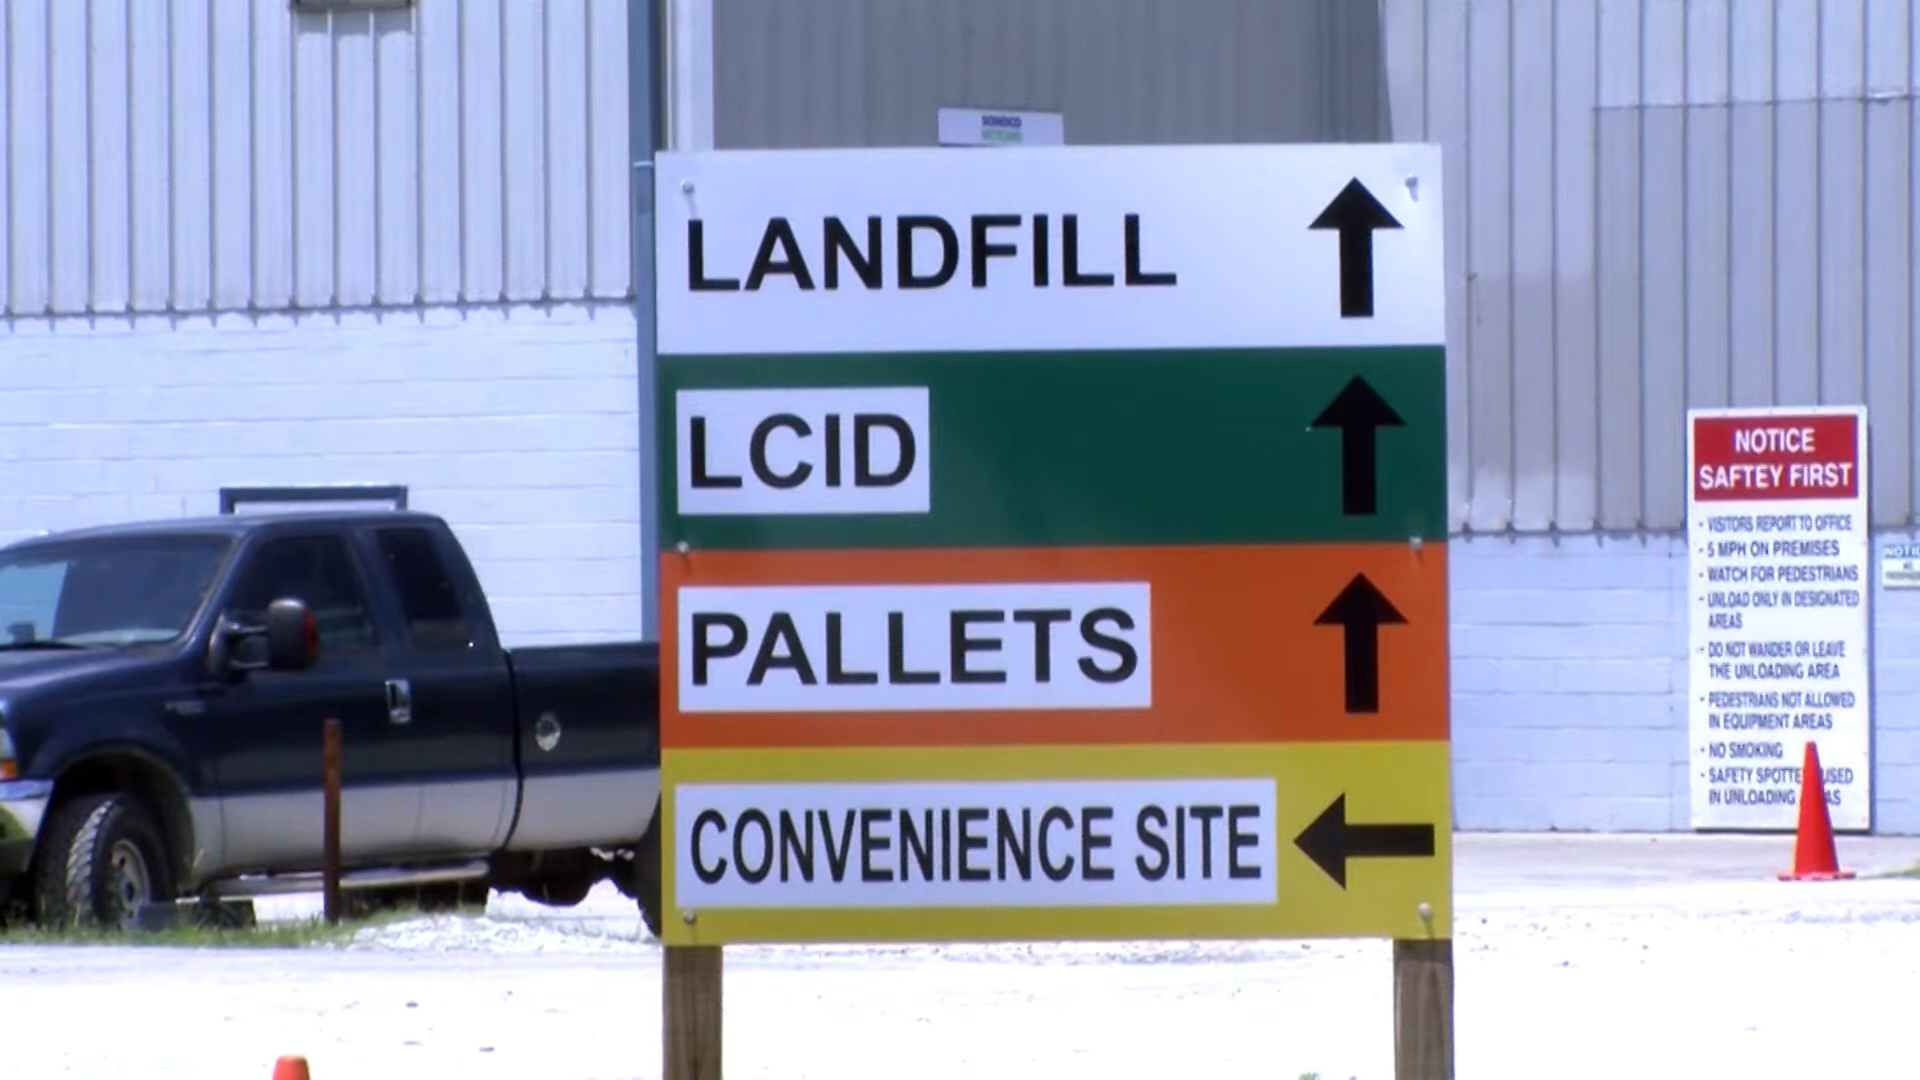 SONOCO
LANDFILL
LCID
PALLETS
CONVENIENCE SITE
NOTICE
SAFTEY FIRST
- VISITORS REPORT TO OFFICE
- 5 MPH ON PREMISES
- WATCH FOR PEDESTRIANS
- UNLOAD ONLY IN DESIGNATED
AREAS
- DO NOT WANDER OR LEAVE
THE UNLOADING AREA
- PEDESTRIANS NOT ALLOWED
IN EQUIPMENT AREAS
- NO SMOKING
- SAFETY SPOTTE USED
IN UNLOADING AS
NOTIC